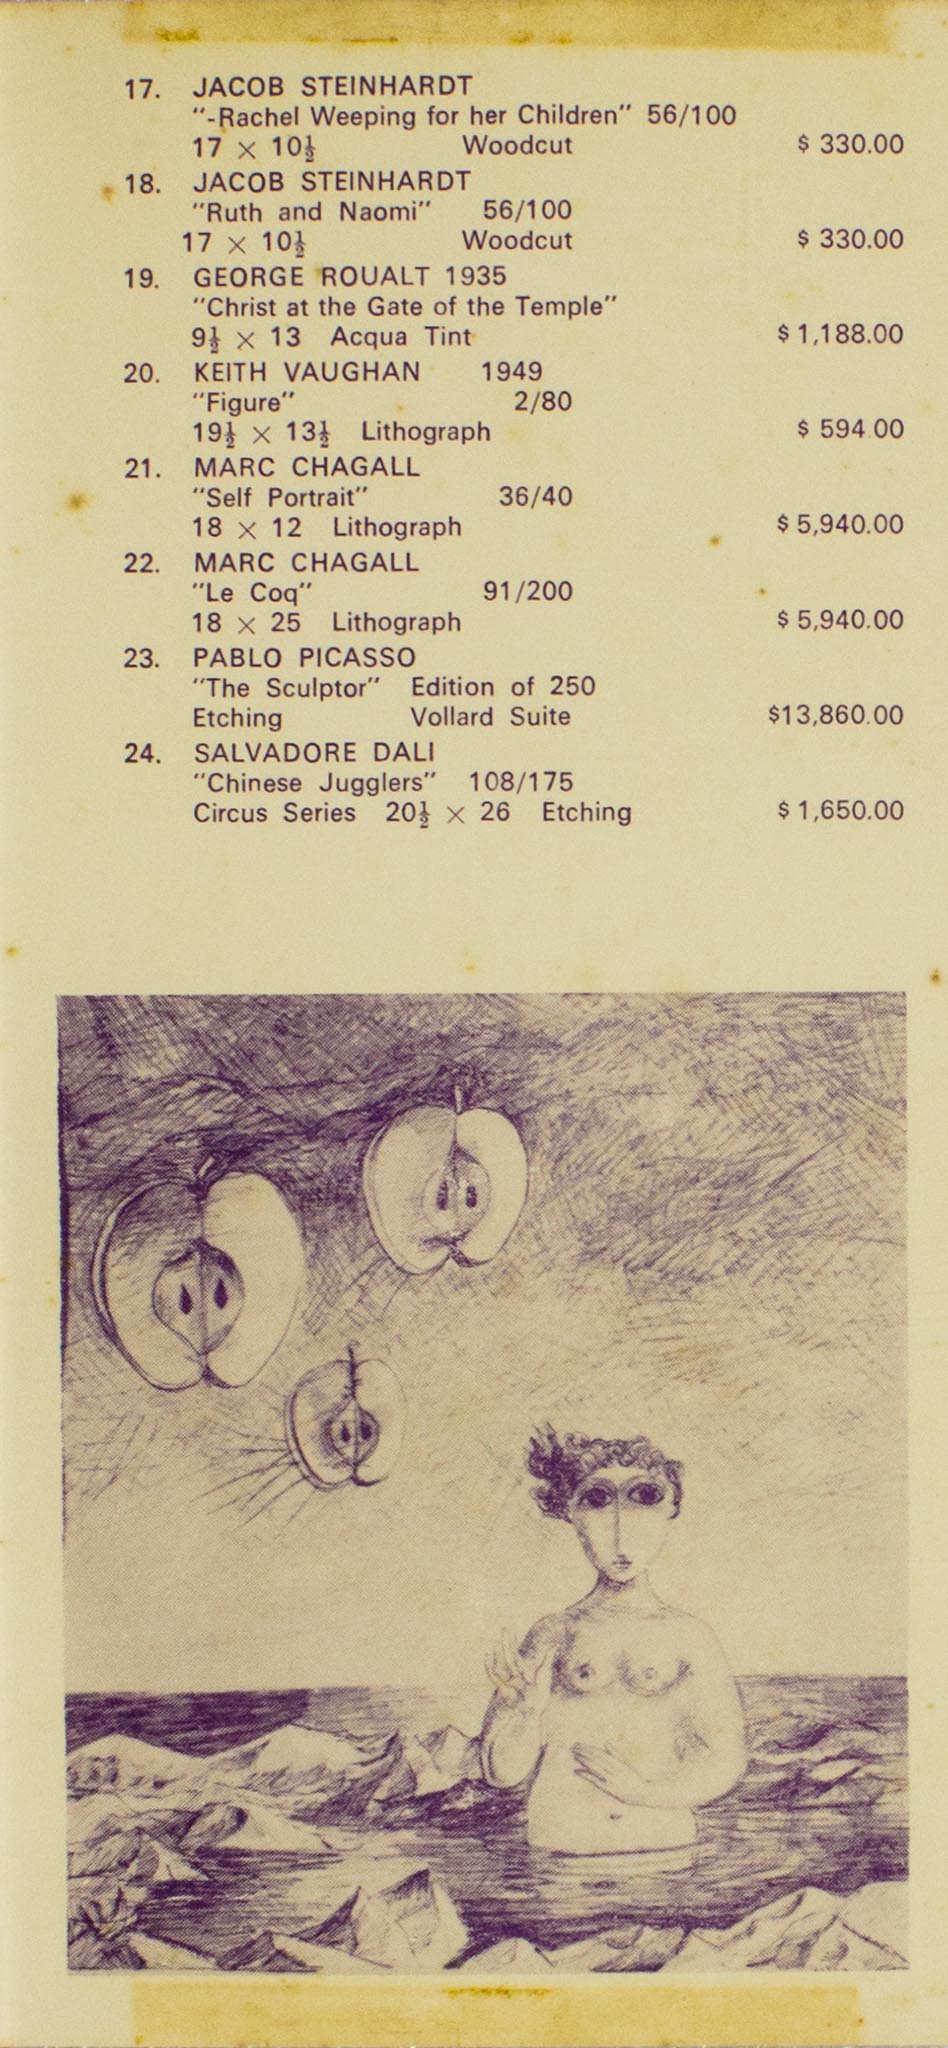 17. JACOB STEINHARDT
"-Rachel Weeping for her Children" 56/100
17 × 10½ Woodcut $ 330.00
18. JACOB STEINHARDT
"Ruth and Naomi" 56/100
17 × 10½ Woodcut $ 330.00
19. GEORGE ROUALT 1935
"Christ at the Gate of the Temple"
9½ × 13 Acqua Tint $ 1,188.00
20. KEITH VAUGHAN 1949
"Figure" 2/80
19½ × 13½ Lithograph $ 594.00
21. MARC CHAGALL
"Self Portrait" 36/40
18 × 12 Lithograph $ 5,940.00
22. MARC CHAGALL
"Le Coq" 91/200
18 × 25 Lithograph $ 5,940.00
23. PABLO PICASSO
"The Sculptor" Edition of 250
Etching Vollard Suite $13,860.00
24. SALVADORE DALI
"Chinese Jugglers" 108/175
Circus Series 20½ × 26 Etching $ 1,650.00